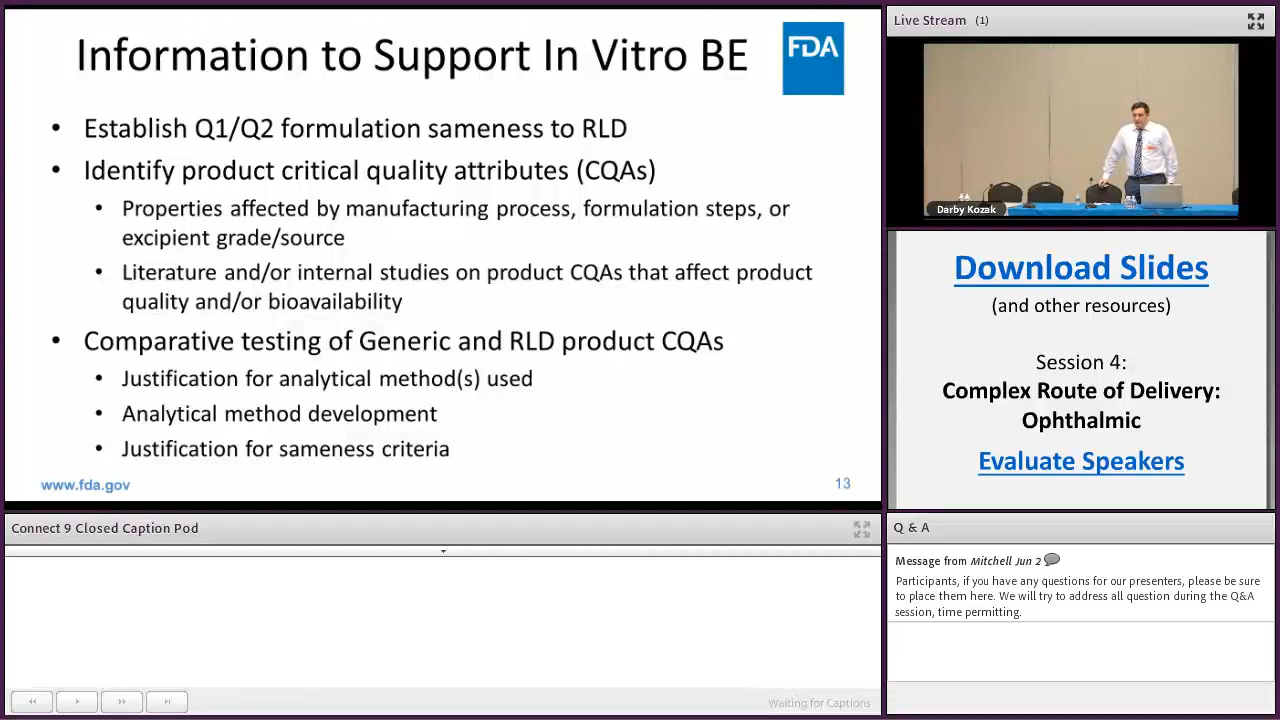 Information to Support In Vitro BE
FDA
• Establish Q1/Q2 formulation sameness to RLD
• Identify product critical quality attributes (CQAs)
• Properties affected by manufacturing process, formulation steps, or
excipient grade/source
• Literature and/or internal studies on product CQAs that affect product
quality and/or bioavailability
• Comparative testing of Generic and RLD product CQAs
• Justification for analytical method(s) used
• Analytical method development
• Justification for sameness criteria
www.fda.gov
13
Live Stream (1)
Darby Kozak
Download Slides
(and other resources)
Session 4:
Complex Route of Delivery:
Ophthalmic
Evaluate Speakers
Connect 9 Closed Caption Pod
Waiting for Captions
Q & A
Message from Mitchell Jun 2
Participants, if you have any questions for our presenters, please be sure
to place them here. We will try to address all question during the Q&A
session, time permitting.